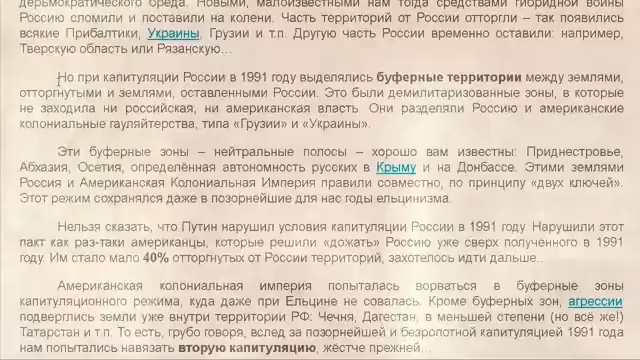 дерьмократического бреда. Новыми, малоизвестными нам тогда средствами гибридной войны
Россию сломили и поставили на колени. Часть территорий от России отторгли – так появились
всякие Прибалтики, Украины, Грузии и т.п. Другую часть России временно оставили: например,
Тверскую область или Рязанскую…
Но при капитуляции России в 1991 году выделялись буферные территории между землями,
отторгнутыми и землями, оставленными России. Это были демилитаризованные зоны, в которые
не заходила ни российская, ни американская власть. Они разделяли Россию и американские
колониальные гауляйтерства, типа «Грузии» и «Украины».
Эти буферные зоны – нейтральные полосы – хорошо вам известны: Приднестровье,
Абхазия, Осетия, определённая автономность русских в Крыму и на Донбассе. Этими землями
Россия и Американская Колониальная Империя правили совместно, по принципу «двух ключей».
Этот режим сохранялся даже в позорнейшие для нас годы ельцинизма.
Нельзя сказать, что Путин нарушил условия капитуляции России в 1991 году. Нарушили этот
пакт как раз-таки американцы, которые решили «дожать» Россию уже сверх полученного в 1991
году. Им стало мало 40% отторгнутых от России территорий, захотелось идти дальше..
Американская колониальная империя попыталась ворваться в буферные зоны
капитуляционного режима, куда даже при Ельцине не совалась. Кроме буферных зон, агрессии
подверглись земли уже внутри территории РФ: Чечня, Дагестан, в меньшей степени (но всё же!)
Татарстан и т.п. То есть, грубо говоря, вслед за позорнейшей и безропотной капитуляцией 1991 года
нам попытались навязать вторую капитуляцию, жёстче прежней…